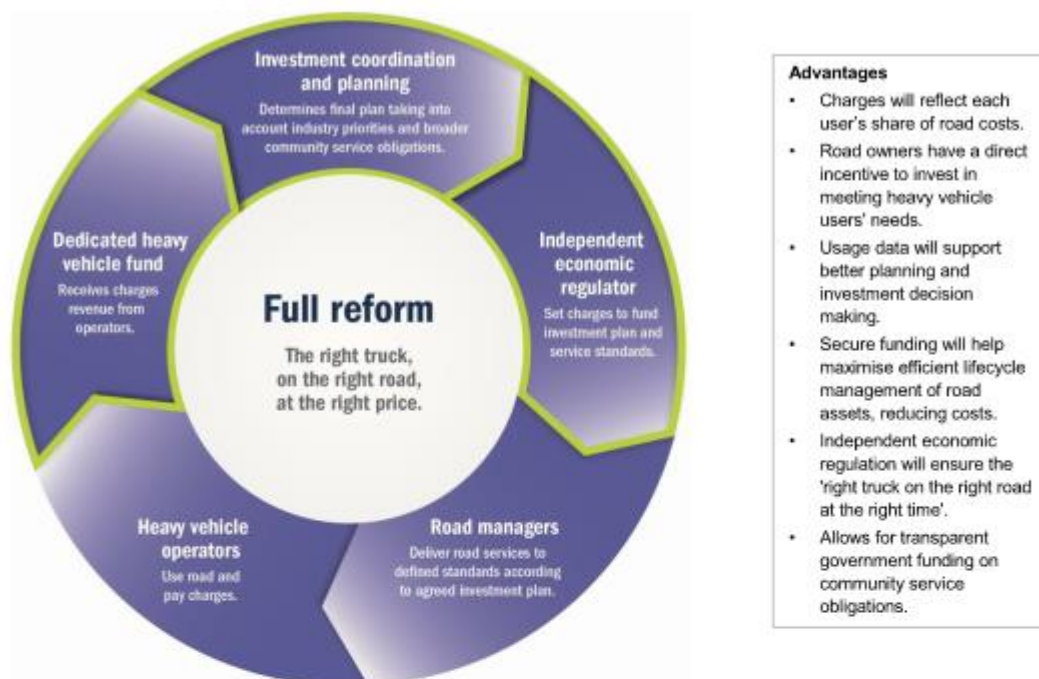 Investment coordination
and planning
Determines final plan taking into
account industry priorities and broader
community service obligations.
Independent
economic
regulator
Set charges to fund
investment plan and
service standards.
Road managers
Deliver road services to
defined standards according
to agreed investment plan.
Heavy vehicle
operators
Use road and
pay charges.
Dedicated heavy
vehicle fund
Receives charges
revenue from
operators.
Full reform
The right truck,
on the right road,
at the right price.
Advantages
• Charges will reflect each
user's share of road costs.
• Road owners have a direct
incentive to invest in
meeting heavy vehicle
users' needs.
• Usage data will support
better planning and
investment decision
making.
• Secure funding will help
maximise efficient lifecycle
management of road
assets, reducing costs.
• Independent economic
regulation will ensure the
'right truck on the right road
at the right time'.
• Allows for transparent
government funding on
community service
obligations.